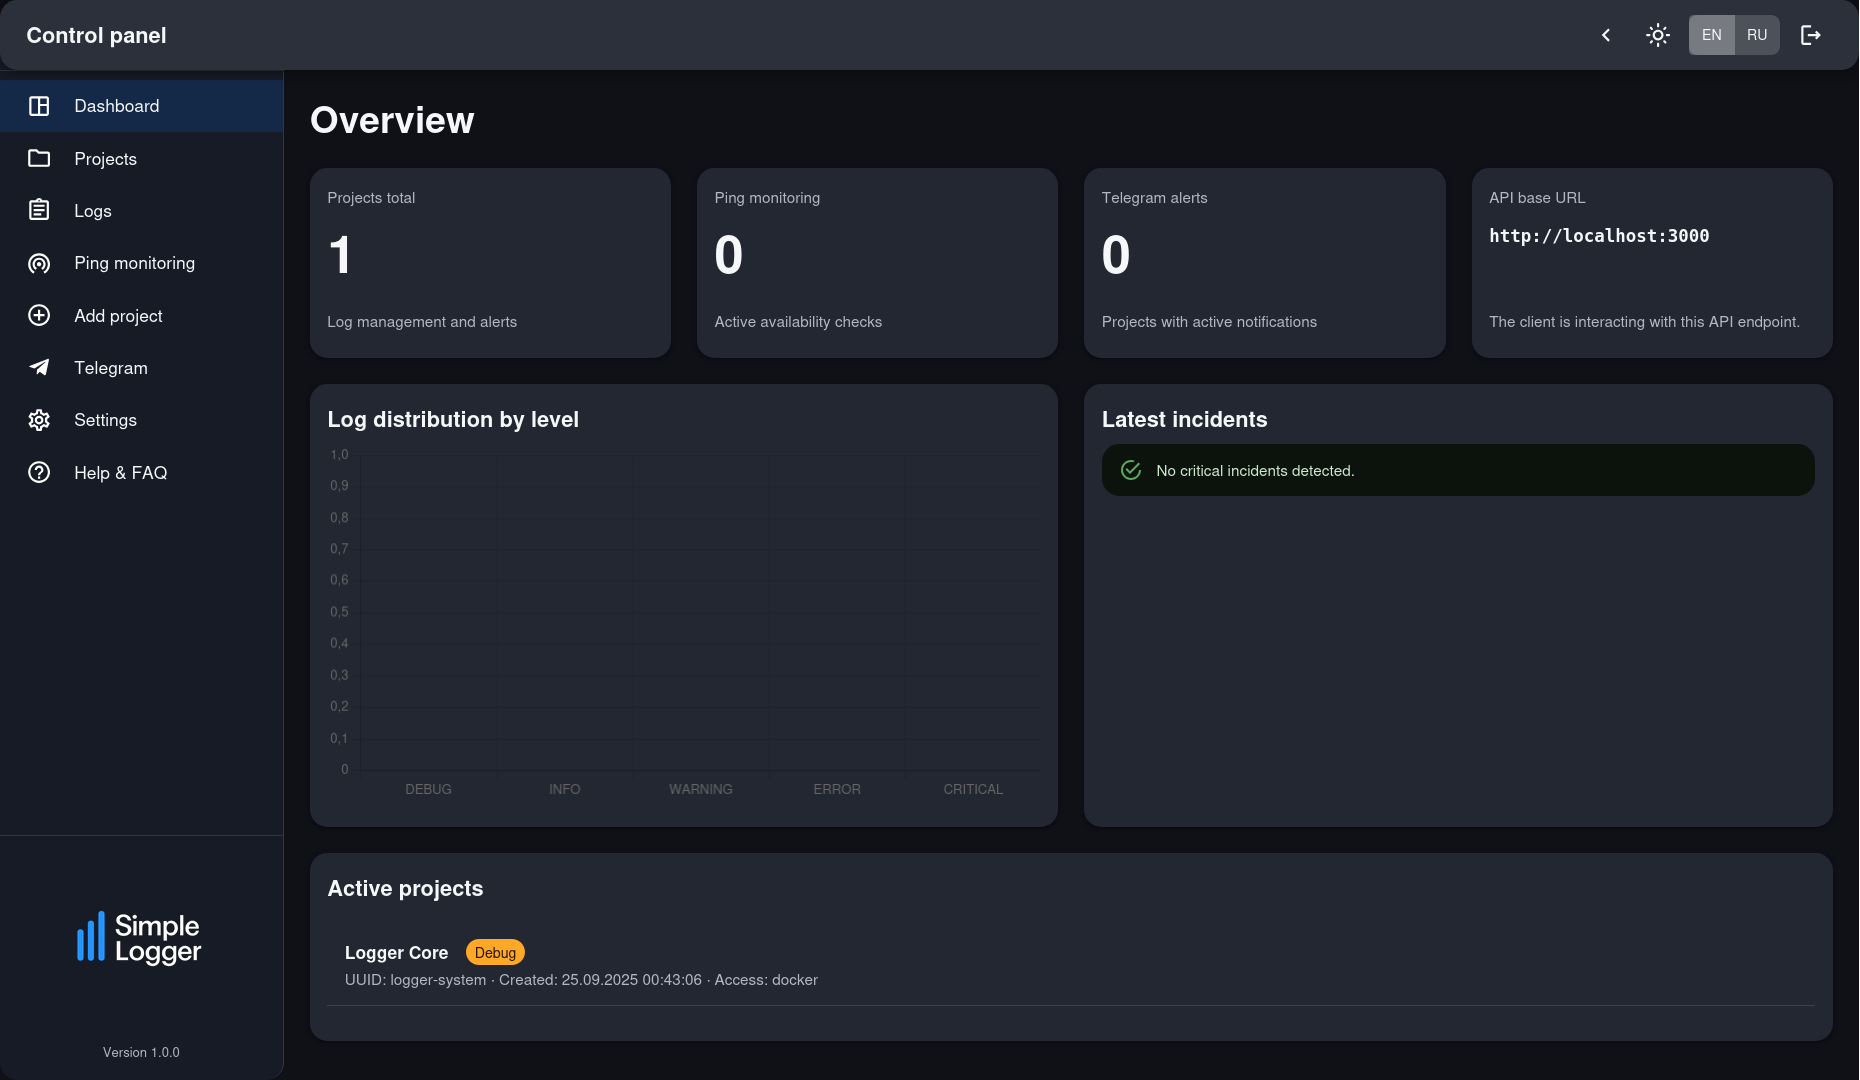 Control panel
EN RU
Dashboard
Projects
Logs
Ping monitoring
Add project
Telegram
Settings
Help & FAQ
Simple
Logger
Version 1.0.0
Overview
Projects total
1
Log management and alerts
Ping monitoring
0
Active availability checks
Telegram alerts
0
Projects with active notifications
API base URL
http://localhost:3000
The client is interacting with this API endpoint.
Log distribution by level
1,0
0,9
0,8
0,7
0,6
0,5
0,4
0,3
0,2
0,1
0
DEBUG INFO WARNING ERROR CRITICAL
Latest incidents
No critical incidents detected.
Active projects
Logger Core Debug
UUID: logger-system · Created: 25.09.2025 00:43:06 · Access: docker